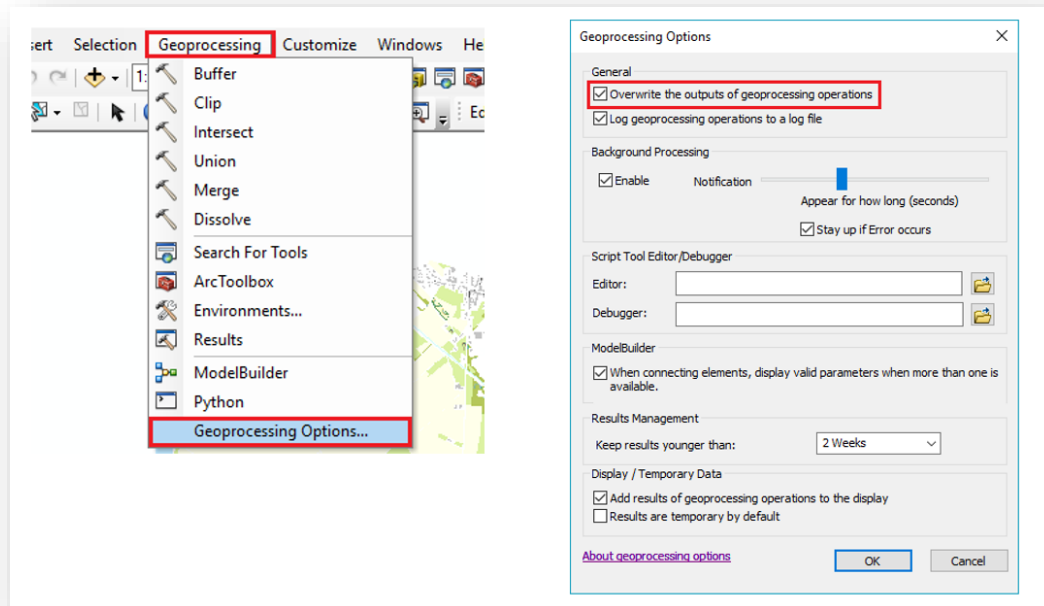 sert Selection Geoprocessing Customize Windows He
1:
Buffer
Clip
Intersect
Ec
Union
Merge
Dissolve
Search For Tools
ArcToolbox
Environments...
Results
ModelBuilder
Python
Geoprocessing Options...
Geoprocessing Options
General
Overwrite the outputs of geoprocessing operations
Log geoprocessing operations to a log file
Background Processing
Enable Notification
Appear for how long (seconds)
Stay up if Error occurs
Script Tool Editor/Debugger
Editor:
Debugger:
ModelBuilder
When connecting elements, display valid parameters when more than one is
available.
Results Management
Keep results younger than: 2 Weeks
Display / Temporary Data
Add results of geoprocessing operations to the display
Results are temporary by default
About geoprocessing options OK Cancel